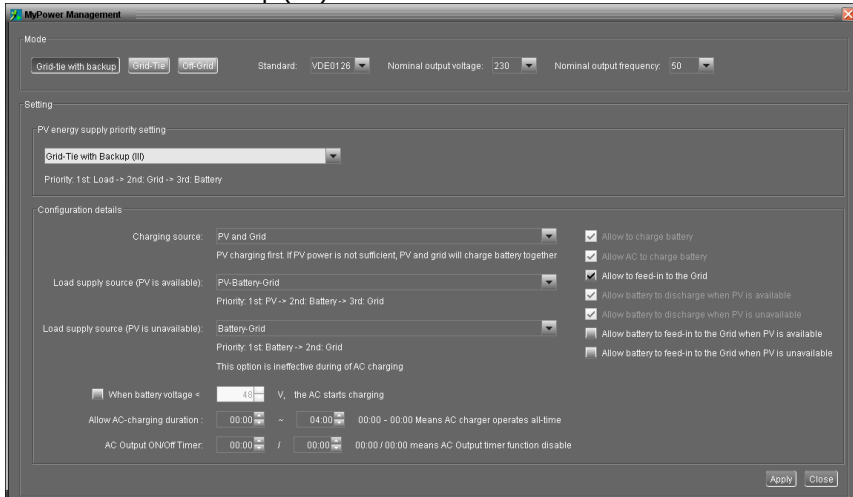 MyPower Management
Mode
Grid-tie with backup Grid-Tie Off-Grid Standard: VDE0126 Nominal output voltage: 230 Nominal output frequency: 50
Setting
PV energy supply priority setting
Grid-Tie with Backup (III)
Priority: 1st: Load -> 2nd: Grid -> 3rd: Battery
Configuration details
Charging source: PV and Grid
PV charging first. If PV power is not sufficient, PV and grid will charge battery together
Load supply source (PV is available): PV-Battery-Grid
Priority: 1st: PV -> 2nd: Battery -> 3rd: Grid
Load supply source (PV is unavailable): Battery-Grid
Priority: 1st: Battery -> 2nd: Grid
This option is ineffective during of AC charging
When battery voltage < 48 V, the AC starts charging
Allow AC-charging duration : 00:00 ~ 04:00 00:00 - 00:00 Means AC charger operates all-time
AC Output ON/Off Timer: 00:00 / 00:00 00:00 / 00:00 means AC Output timer function disable
Allow to charge battery
Allow AC to charge battery
Allow to feed-in to the Grid
Allow battery to discharge when PV is available
Allow battery to discharge when PV is unavailable
Allow battery to feed-in to the Grid when PV is available
Allow battery to feed-in to the Grid when PV is unavailable
Apply Close